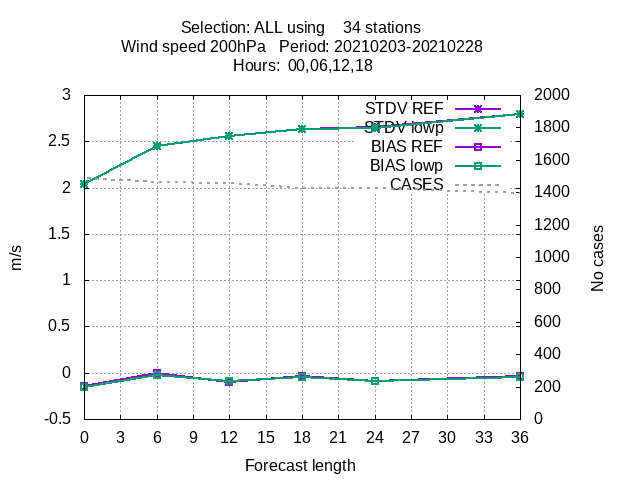 Selection: ALL using    34 stations
Wind speed 200hPa   Period: 20210203-20210228
Hours:  00,06,12,18
3
2.5
2
1.5
1
0.5
0
-0.5
m/s
STDV REF
STDV lowp
BIAS REF
BIAS lowp
CASES
2000
1800
1600
1400
1200
1000
800
600
400
200
0
No cases
0 3 6 9 12 15 18 21 24 27 30 33 36
Forecast length